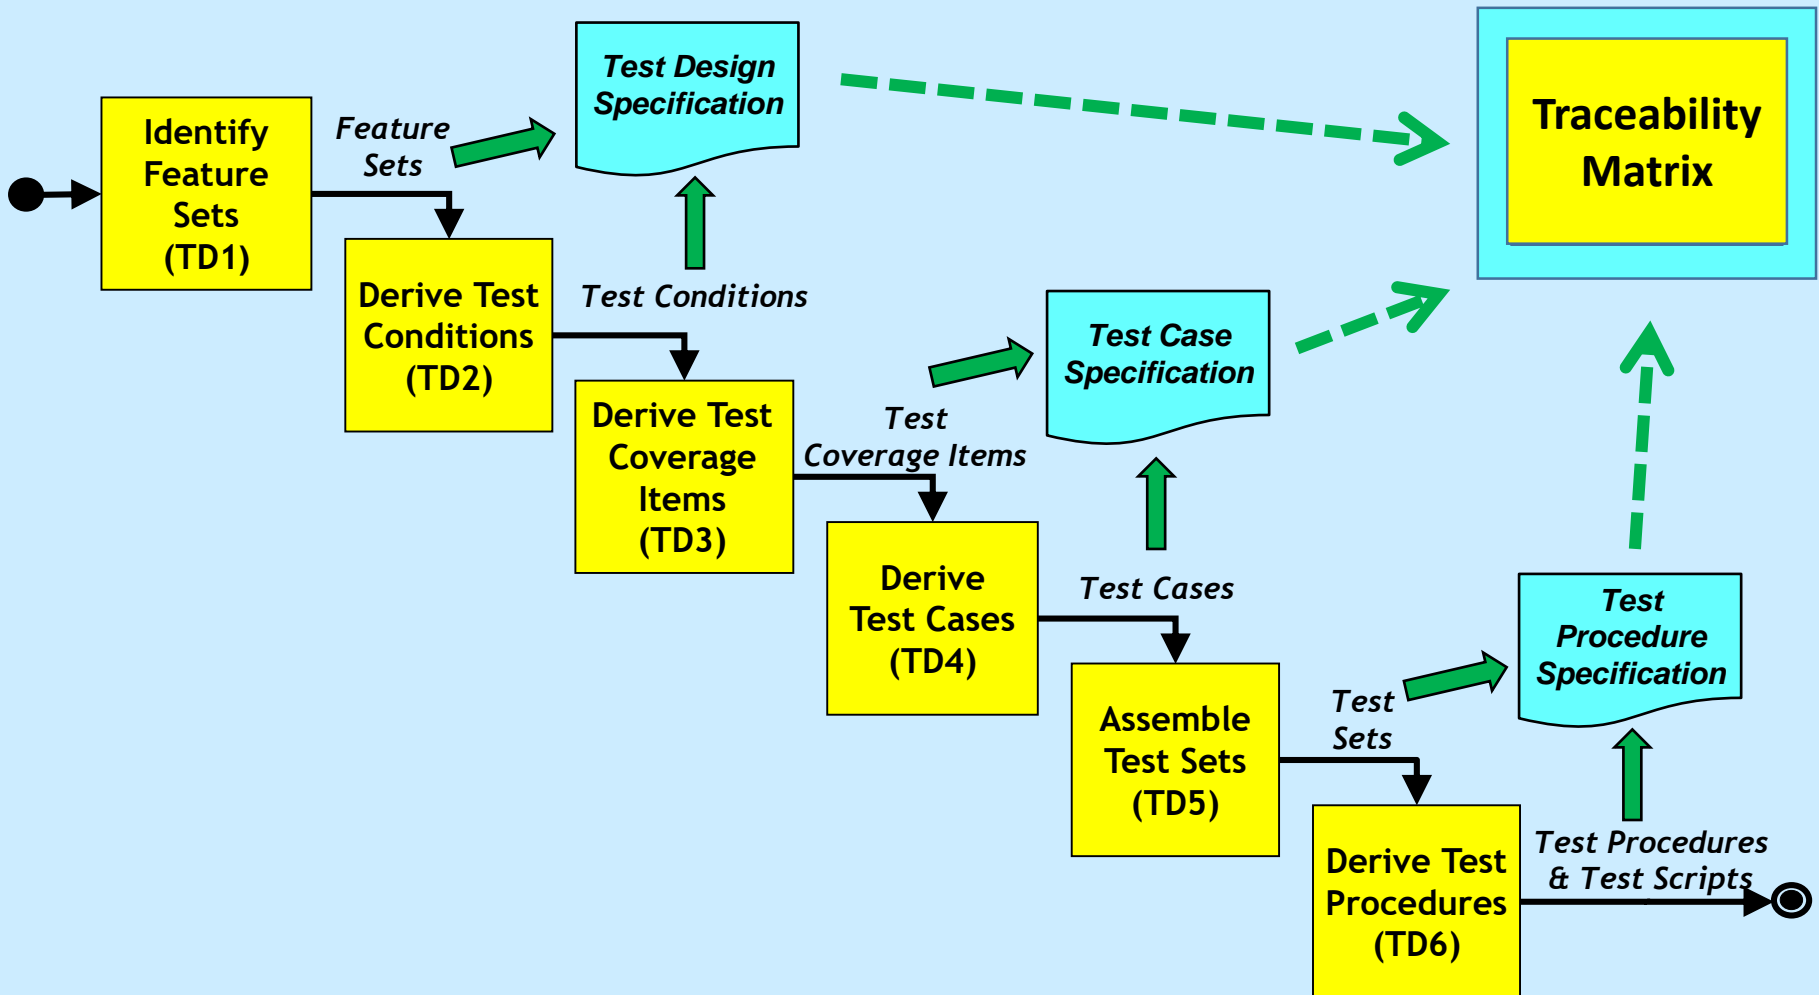 Test Design
Specification
Traceability
Matrix
Identify
Feature
Sets
(TD1)
Feature
Sets
Derive Test
Conditions
(TD2)
Test Conditions
Test Case
Specification
Derive Test
Coverage
Items
(TD3)
Test
Coverage Items
Derive
Test Cases
(TD4)
Test Cases
Test
Procedure
Specification
Assemble
Test Sets
(TD5)
Test
Sets
Derive Test
Procedures
(TD6)
Test Procedures
& Test Scripts